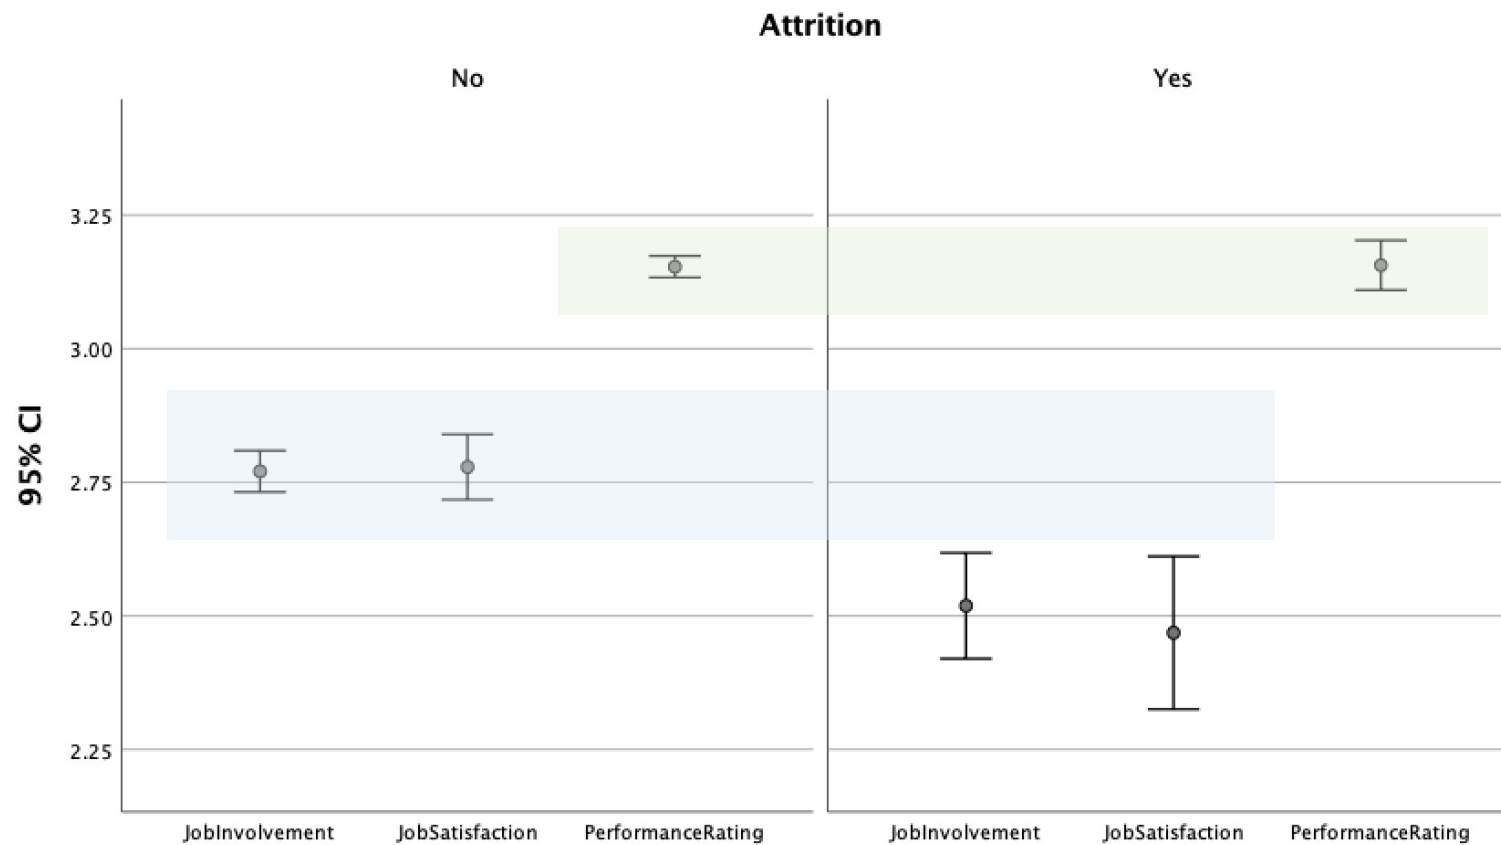 Attrition
No
Yes
95% CI
3.25
3.00
2.75
2.50
2.25
JobInvolvement
JobSatisfaction
PerformanceRating
JobInvolvement
JobSatisfaction
PerformanceRating